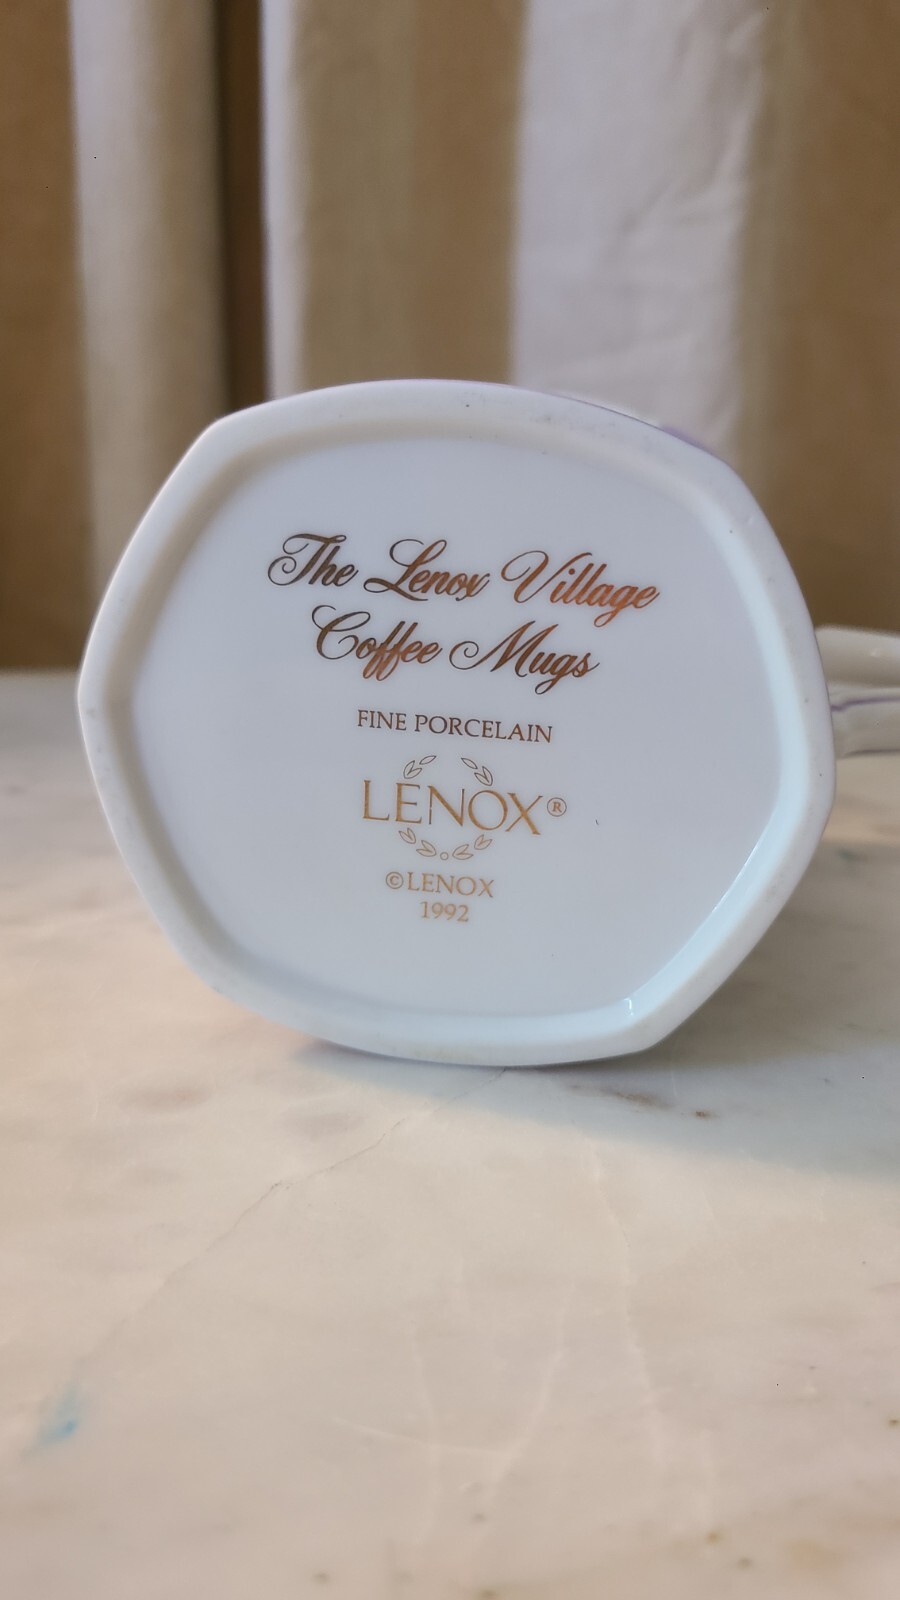 The Lenox Village
Coffee Mugs
FINE PORCELAIN
LENOX®
©LENOX
1992